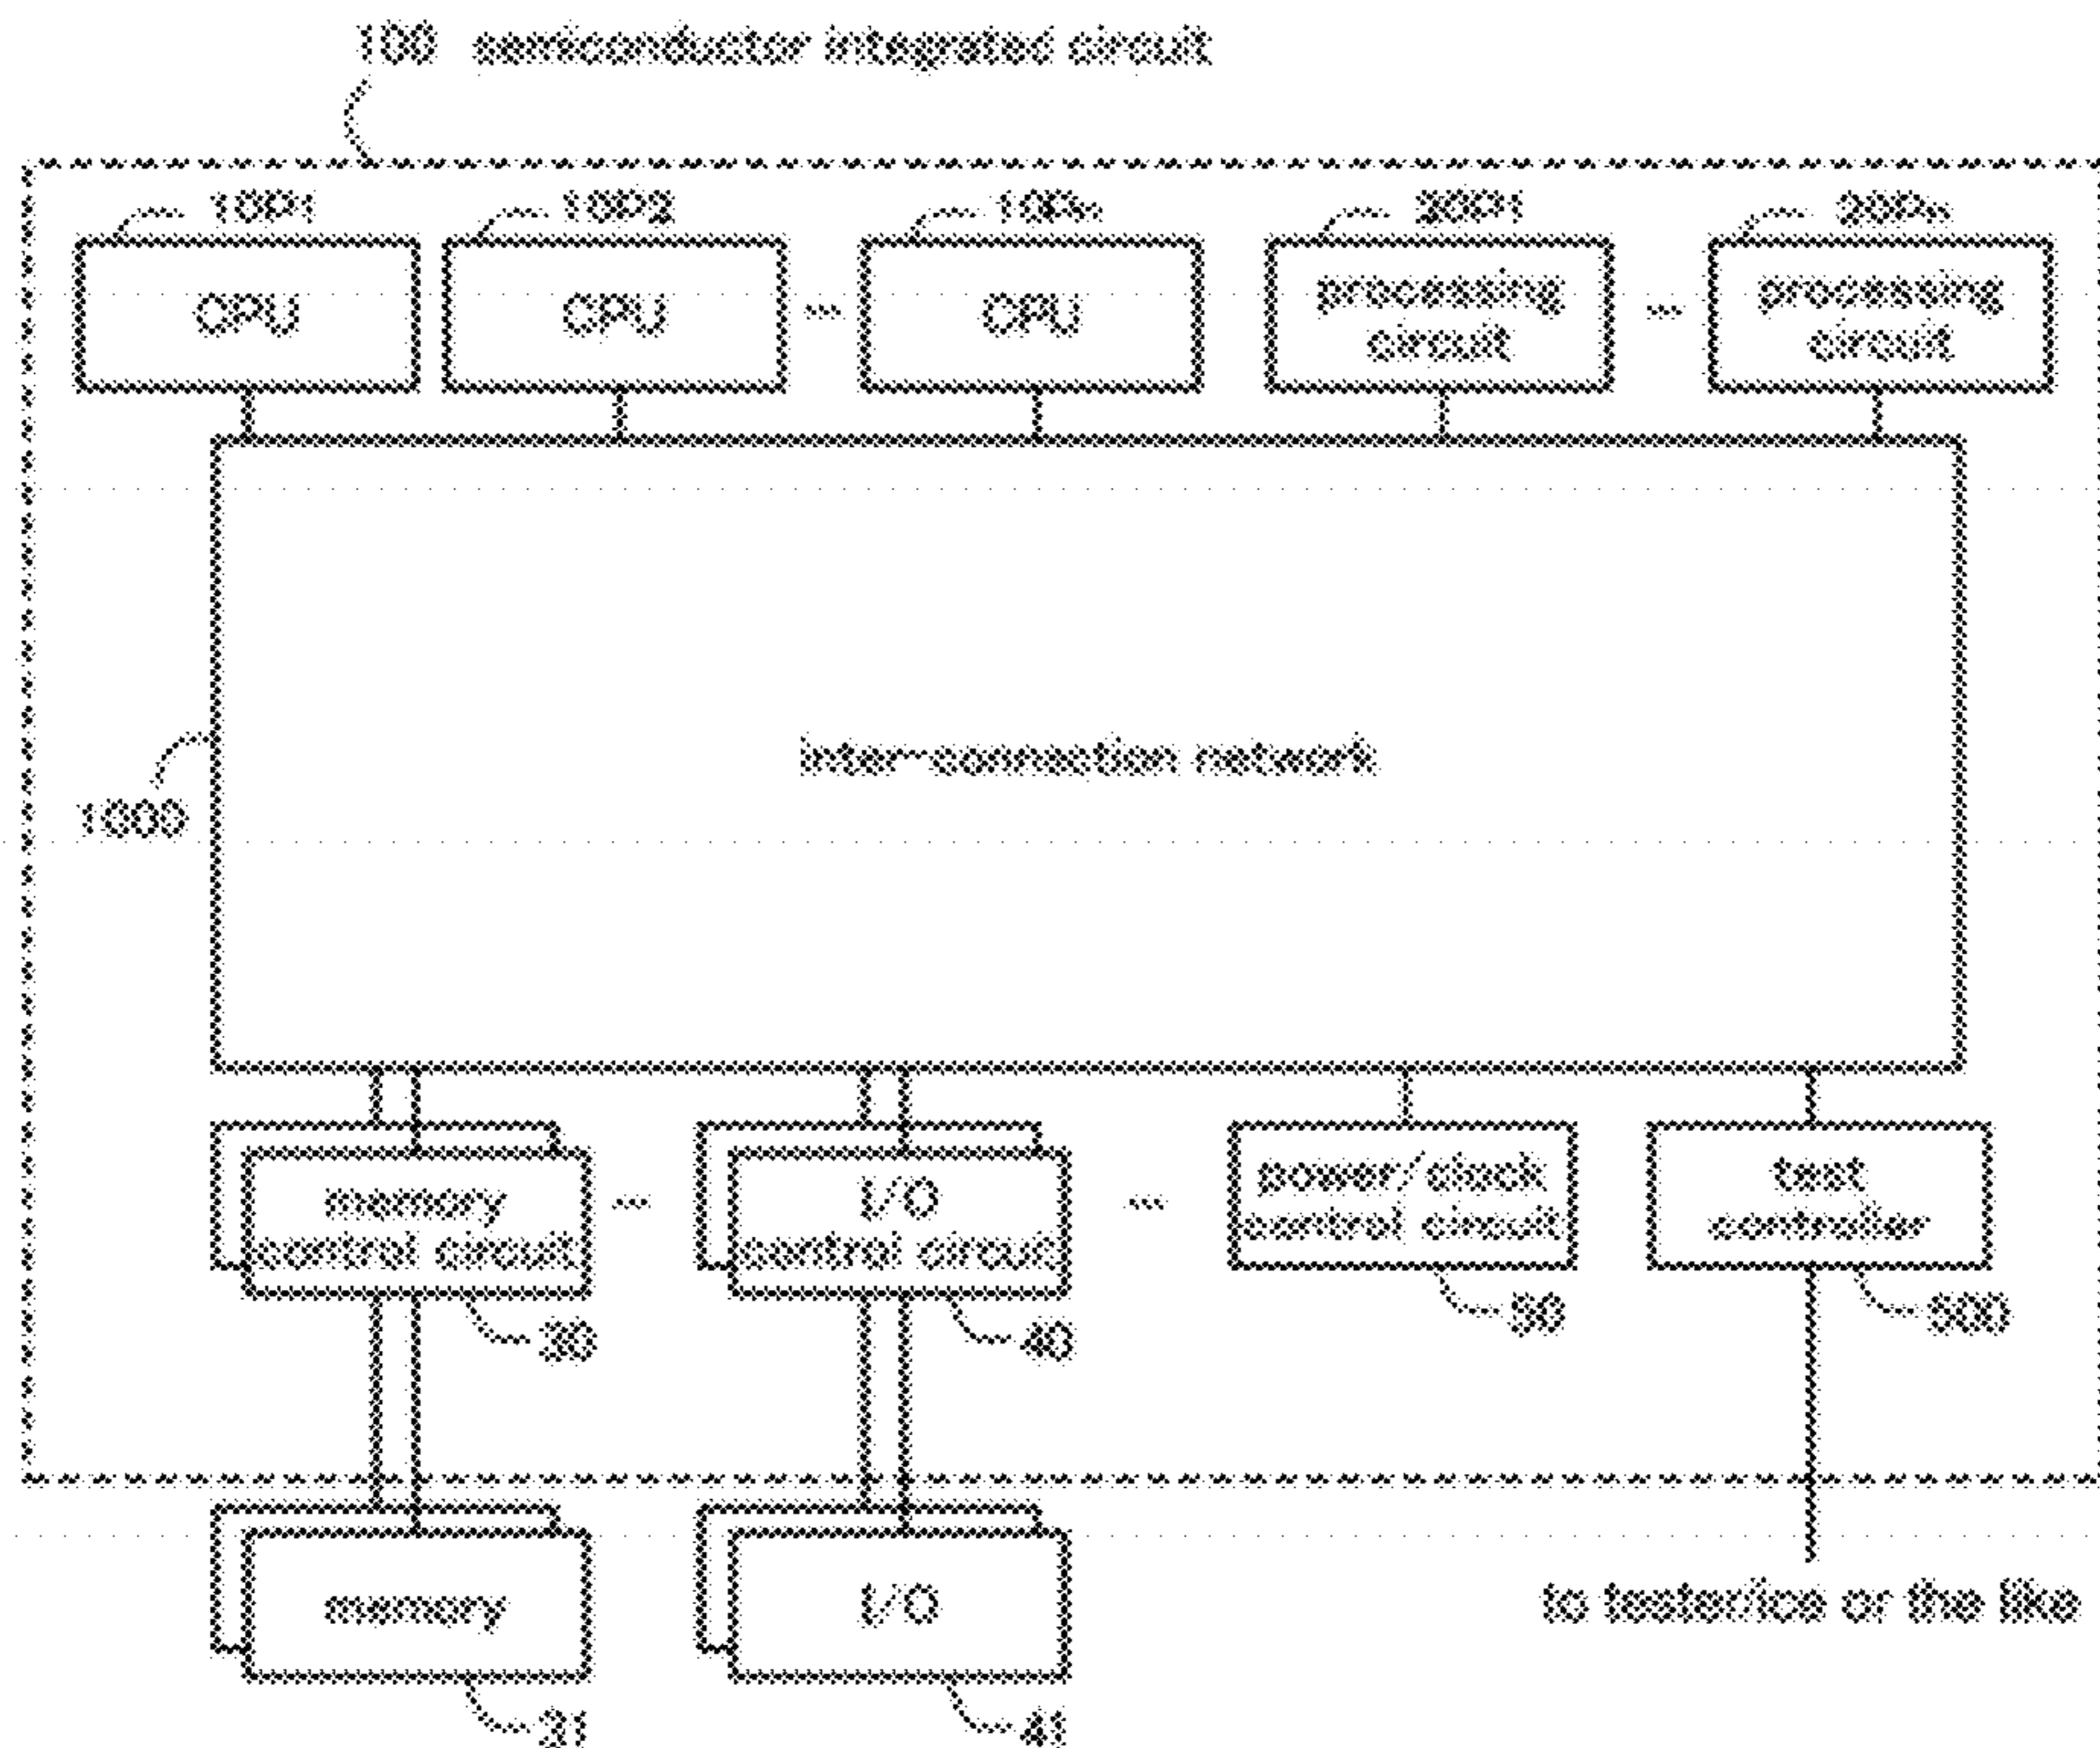 100 semiconductor integrated circuit
10P1 10P2 10Pn 20P1 20Pn
CPU CPU ... CPU processing circuit ... processing circuit
inter-connection network
1000
memory control circuit ... I/O control circuit ... power/clock control circuit test controller
30 40 50 500
memory I/O
to tester/ice or the like
31 41